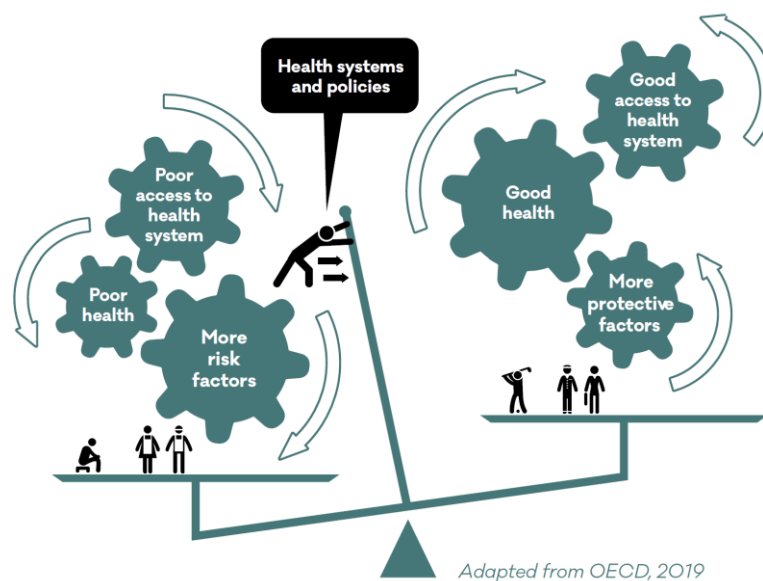 Health systems
and policies
Poor
access to
health
system
Poor
health
More
risk
factors
Good
access to
health
system
Good
health
More
protective
factors
Adapted from OECD, 2019